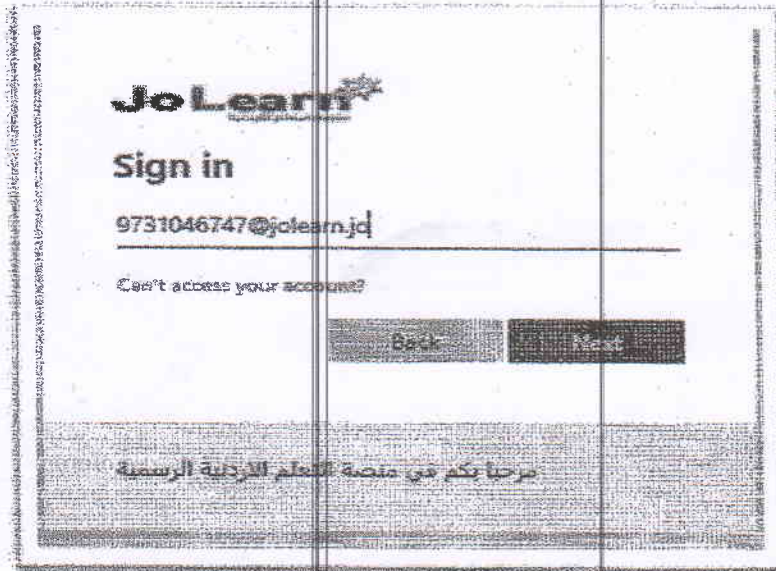 JoLearn
Sign in
9731046747@jolearn.jo
Can't access your account?
Back
Next
مرحبا بكم في منصة التعلم الأردنية الرسمية